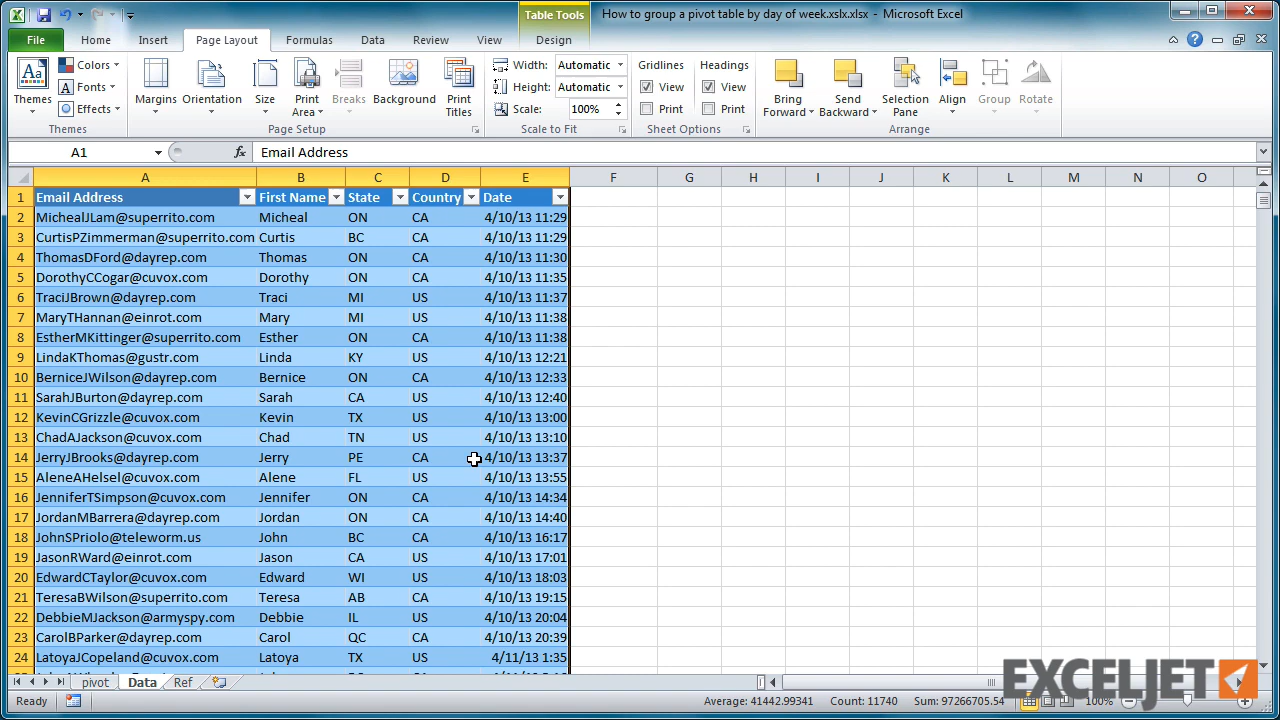 Table Tools
How to group a pivot table by day of week.xslx.xlsx - Microsoft Excel
File Home Insert Page Layout Formulas Data Review View Design
Themes Colors Fonts Effects Margins Orientation Size Print Area Breaks Background Print Titles Width: Automatic Height: Automatic Scale: 100% Gridlines View Print Headings View Print Bring Forward Send Backward Selection Pane Align Group Rotate
Themes Page Setup Scale to Fit Sheet Options Arrange
A1 fx Email Address
A B C D E F G H I J K L M N O
1 Email Address First Name State Country Date
2 MichealJLam@superrito.com Micheal ON CA 4/10/13 11:29
3 CurtisPZimmerman@superrito.com Curtis BC CA 4/10/13 11:29
4 ThomasDFord@dayrep.com Thomas ON CA 4/10/13 11:30
5 DorothyCCogar@cuvox.com Dorothy ON CA 4/10/13 11:35
6 TraciJBrown@dayrep.com Traci MI US 4/10/13 11:37
7 MaryTHannan@einrot.com Mary MI US 4/10/13 11:38
8 EstherMKittinger@superrito.com Esther ON CA 4/10/13 11:38
9 LindaKThomas@gustr.com Linda KY US 4/10/13 12:21
10 BerniceJWilson@dayrep.com Bernice ON CA 4/10/13 12:33
11 SarahJBurton@dayrep.com Sarah CA US 4/10/13 12:40
12 KevinCGrizzle@cuvox.com Kevin TX US 4/10/13 13:00
13 ChadAJackson@cuvox.com Chad TN US 4/10/13 13:10
14 JerryJBrooks@dayrep.com Jerry PE CA 4/10/13 13:37
15 AleneAHelsel@cuvox.com Alene FL US 4/10/13 13:55
16 JenniferTSimpson@cuvox.com Jennifer ON CA 4/10/13 14:34
17 JordanMBarrera@dayrep.com Jordan ON CA 4/10/13 14:40
18 JohnSPriolo@teleworm.us John BC CA 4/10/13 16:17
19 JasonRWard@einrot.com Jason CA US 4/10/13 17:01
20 EdwardCTaylor@cuvox.com Edward WI US 4/10/13 18:03
21 TeresaBWilson@superrito.com Teresa AB CA 4/10/13 19:15
22 DebbieMJackson@armyspy.com Debbie IL US 4/10/13 20:04
23 CarolBParker@dayrep.com Carol QC CA 4/10/13 20:39
24 LatoyaJCopeland@cuvox.com Latoya TX US 4/11/13 1:35
pivot Data Ref
EXCELJET
Ready Average: 41442.99341 Count: 11740 Sum: 97266705.54 100%